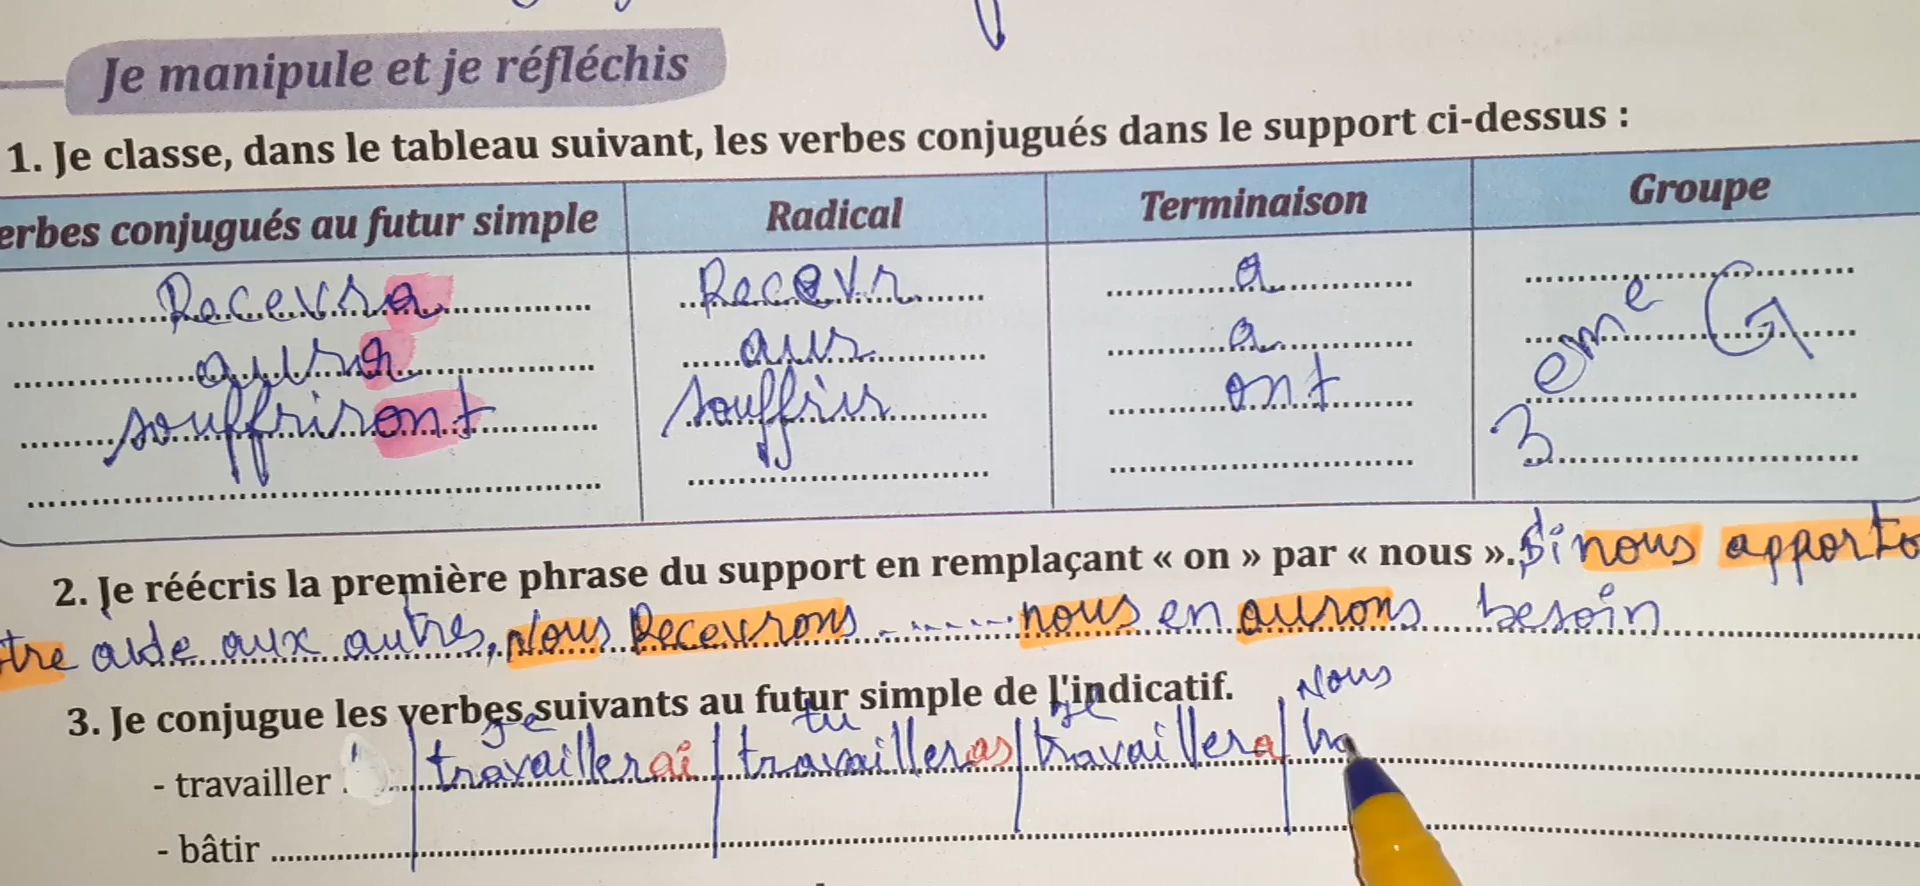 Je manipule et je réfléchis
1. Je classe, dans le tableau suivant, les verbes conjugués dans le support ci-dessus :
erbes conjugués au futur simple Radical Terminaison Groupe
Recevra Recevr a
aura aur a
souffriront souffrir ont
3 eme G
2. Je réécris la première phrase du support en remplaçant « on » par « nous ». Si nous apporto
tre aide aux autres, Nous Recevrons ........ nous en aurons besoin
3. Je conjugue les verbes suivants au futur simple de l'indicatif.
Je tu Nous
- travailler : travaillerai | travailleras | travaillera |
- bâtir